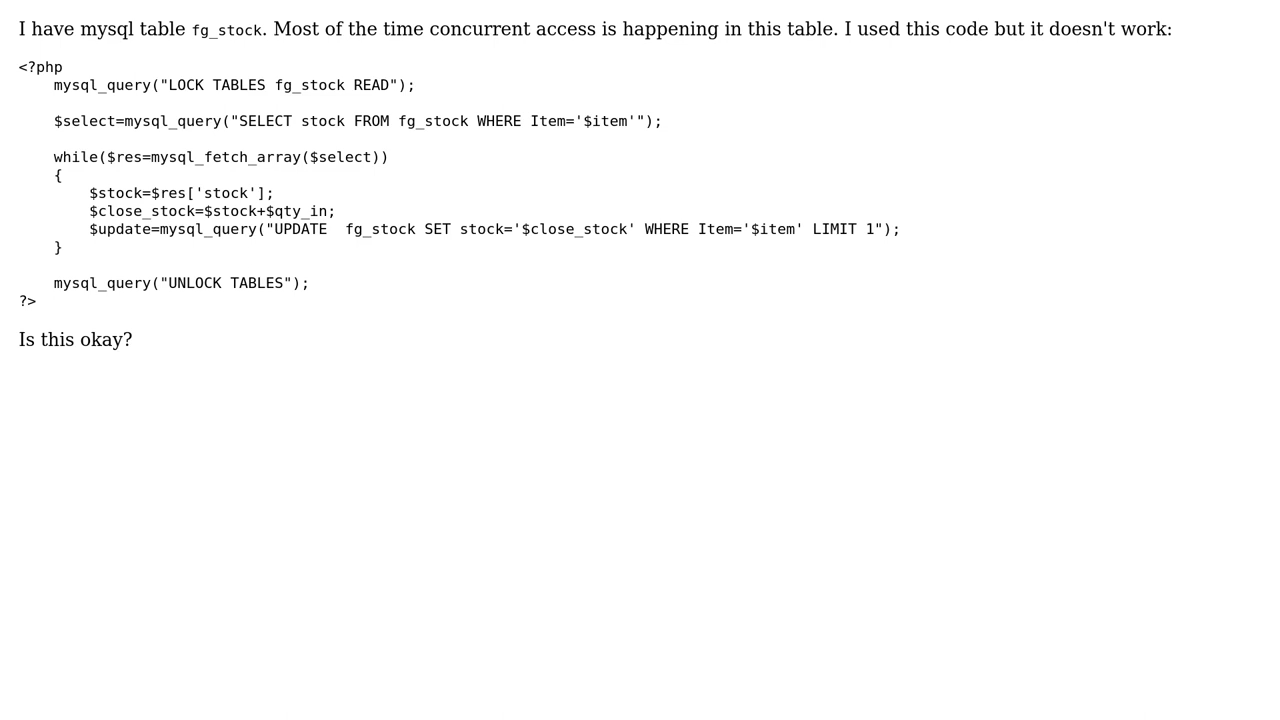 I have mysql table fg_stock. Most of the time concurrent access is happening in this table. I used this code but it doesn't work:
<?php
    mysql_query("LOCK TABLES fg_stock READ");

    $select=mysql_query("SELECT stock FROM fg_stock WHERE Item='$item'");

    while($res=mysql_fetch_array($select))
    {
        $stock=$res['stock'];
        $close_stock=$stock+$qty_in;
        $update=mysql_query("UPDATE  fg_stock SET stock='$close_stock' WHERE Item='$item' LIMIT 1");
    }

    mysql_query("UNLOCK TABLES");
?>
Is this okay?